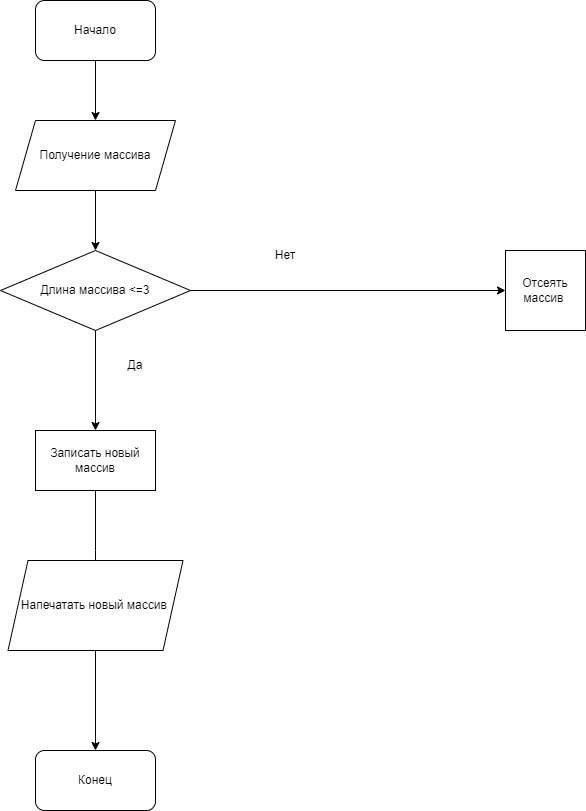 Начало
Получение массива
Нет
Длина массива <=3
Отсеять
массив
Да
Записать новый
массив
Напечатать новый массив
Конец